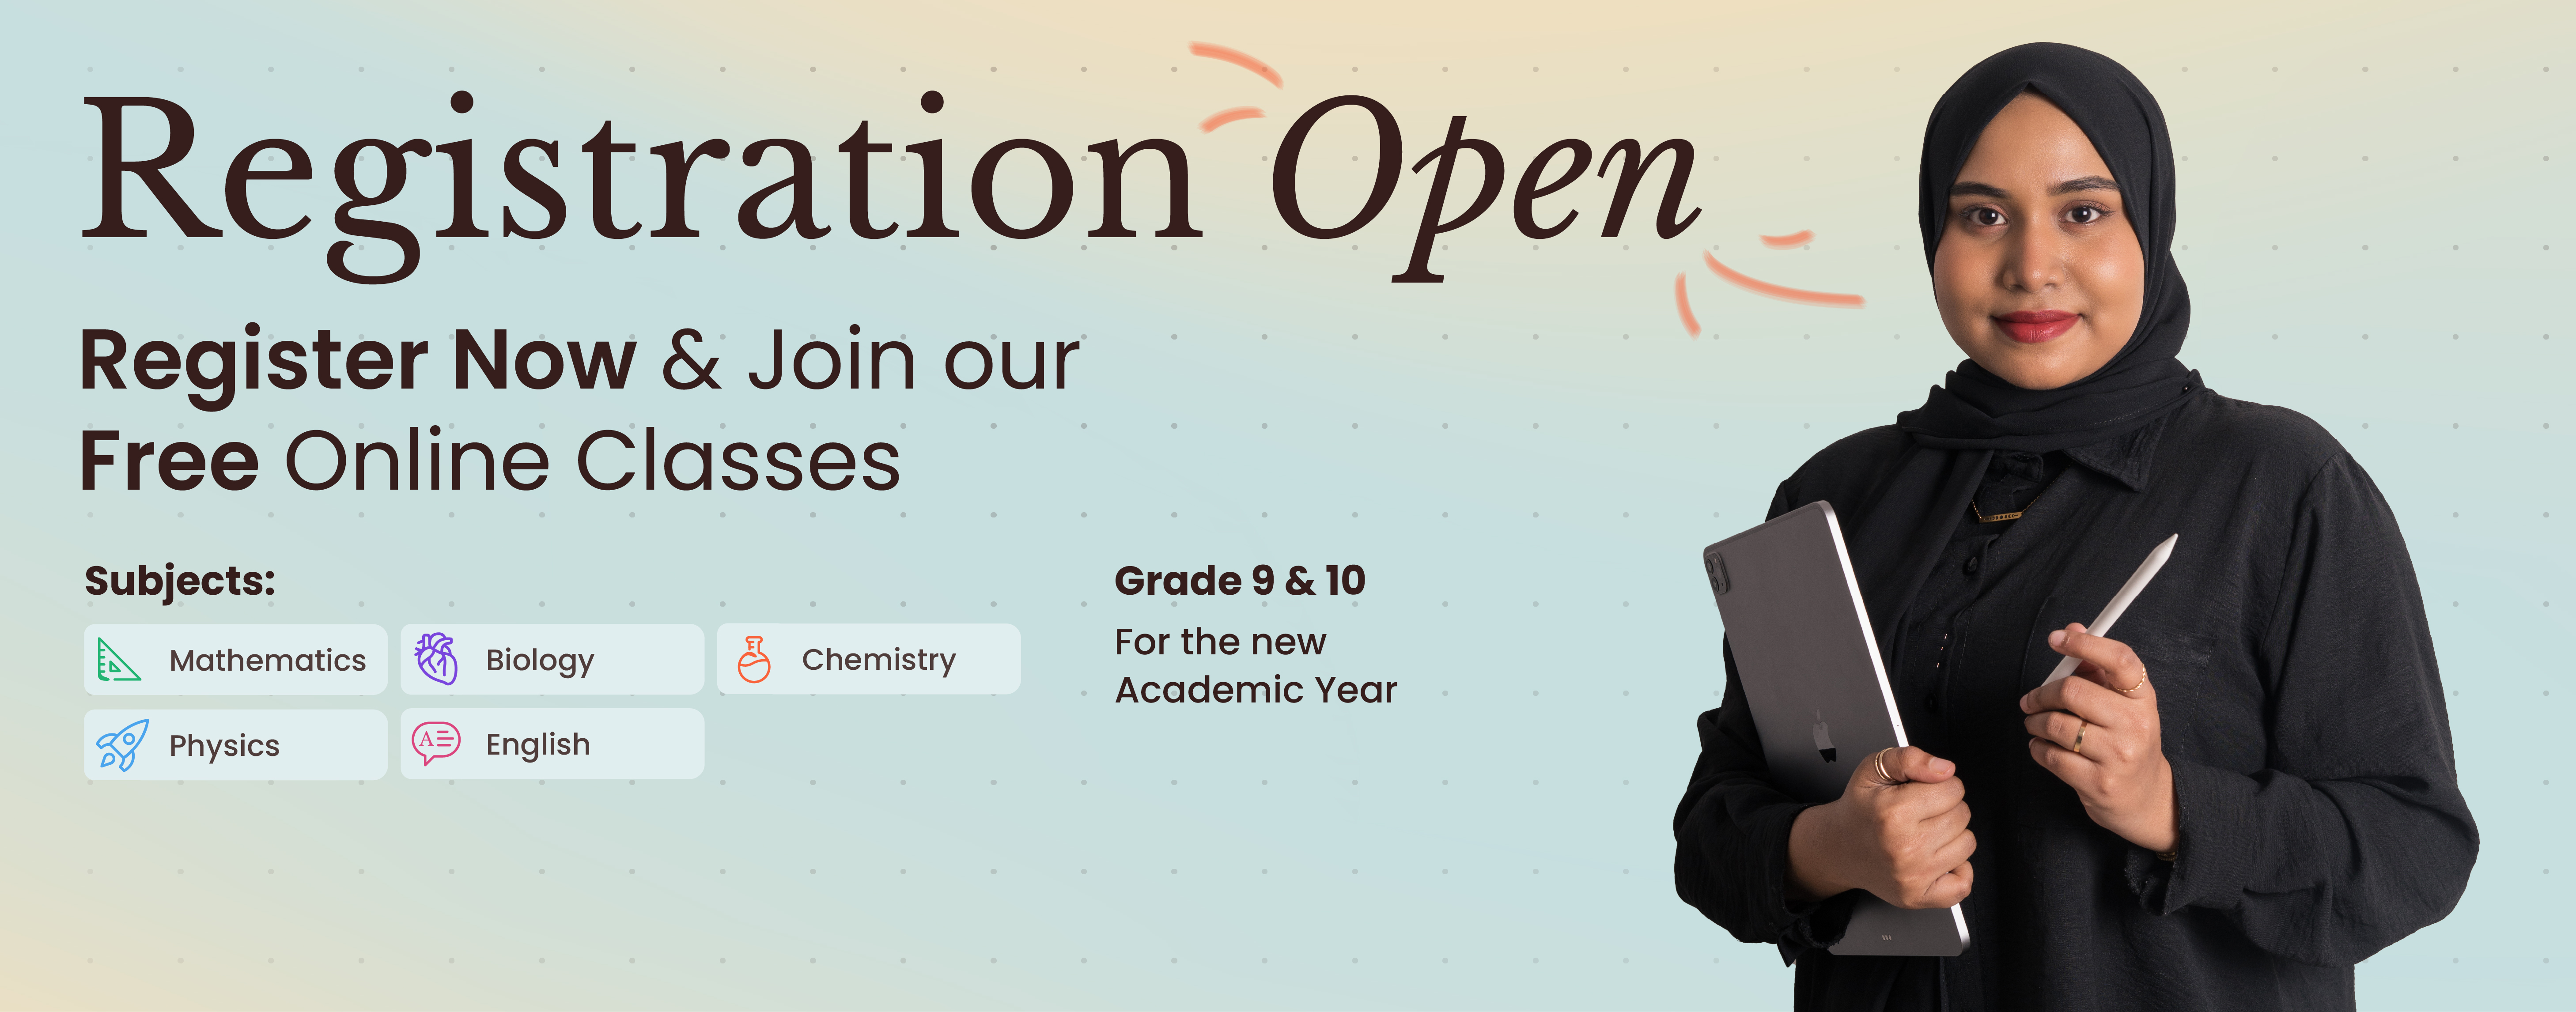 Registration Open
Register Now & Join our
Free Online Classes
Subjects:
Mathematics
Biology
Chemistry
Physics
English
Grade 9 & 10
For the new
Academic Year